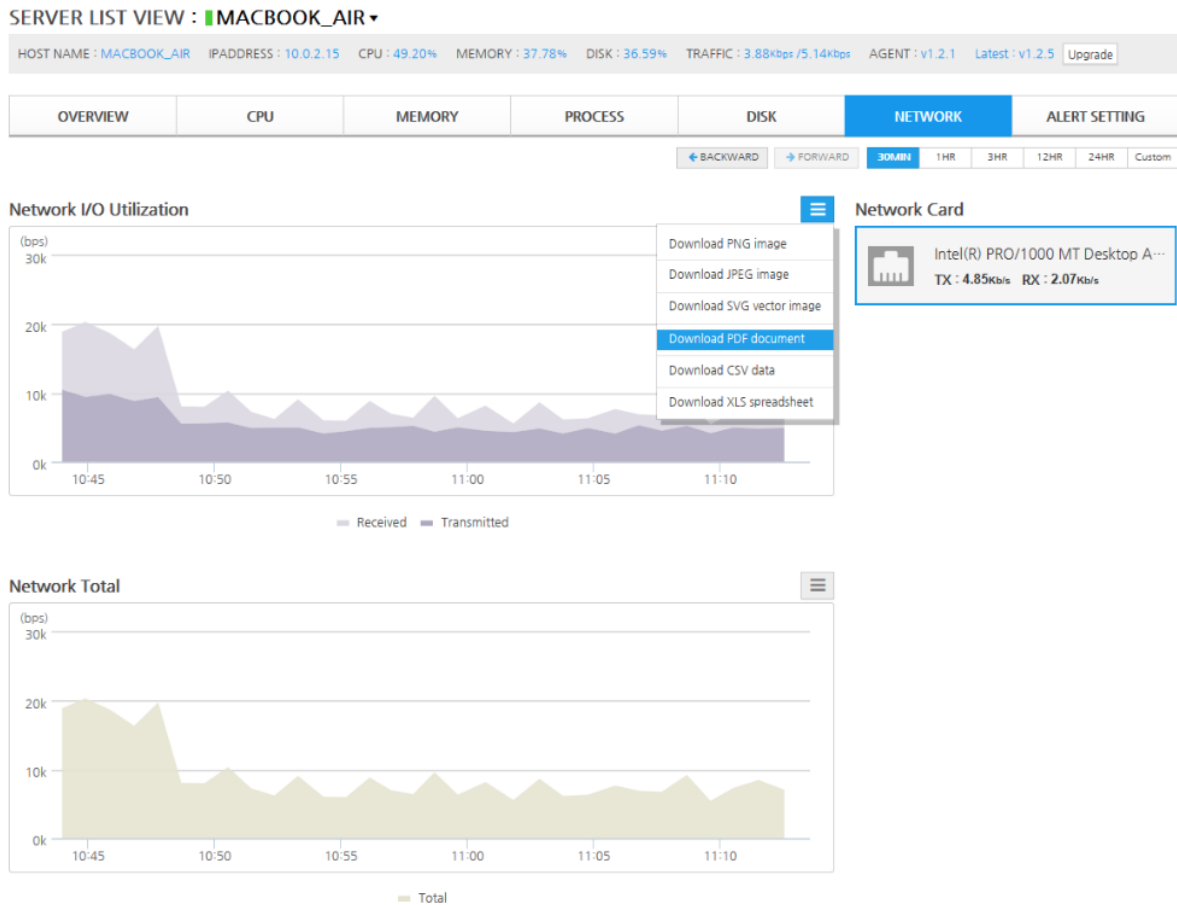 SERVER LIST VIEW : MACBOOK_AIR
HOST NAME : MACBOOK_AIR IPADDRESS : 10.0.2.15 CPU : 49.20% MEMORY : 37.78% DISK : 36.59% TRAFFIC : 3.88Kbps /5.14Kbps AGENT : v1.2.1 Latest : v1.2.5 Upgrade
OVERVIEW CPU MEMORY PROCESS DISK NETWORK ALERT SETTING
BACKWARD FORWARD 30MIN 1HR 3HR 12HR 24HR Custom
Network I/O Utilization
(bps)
30k
20k
10k
0k
10:45 10:50 10:55 11:00 11:05 11:10
Received Transmitted
Download PNG image
Download JPEG image
Download SVG vector image
Download PDF document
Download CSV data
Download XLS spreadsheet
Network Card
Intel(R) PRO/1000 MT Desktop A···
TX : 4.85Kb/s RX : 2.07Kb/s
Network Total
(bps)
30k
20k
10k
0k
10:45 10:50 10:55 11:00 11:05 11:10
Total